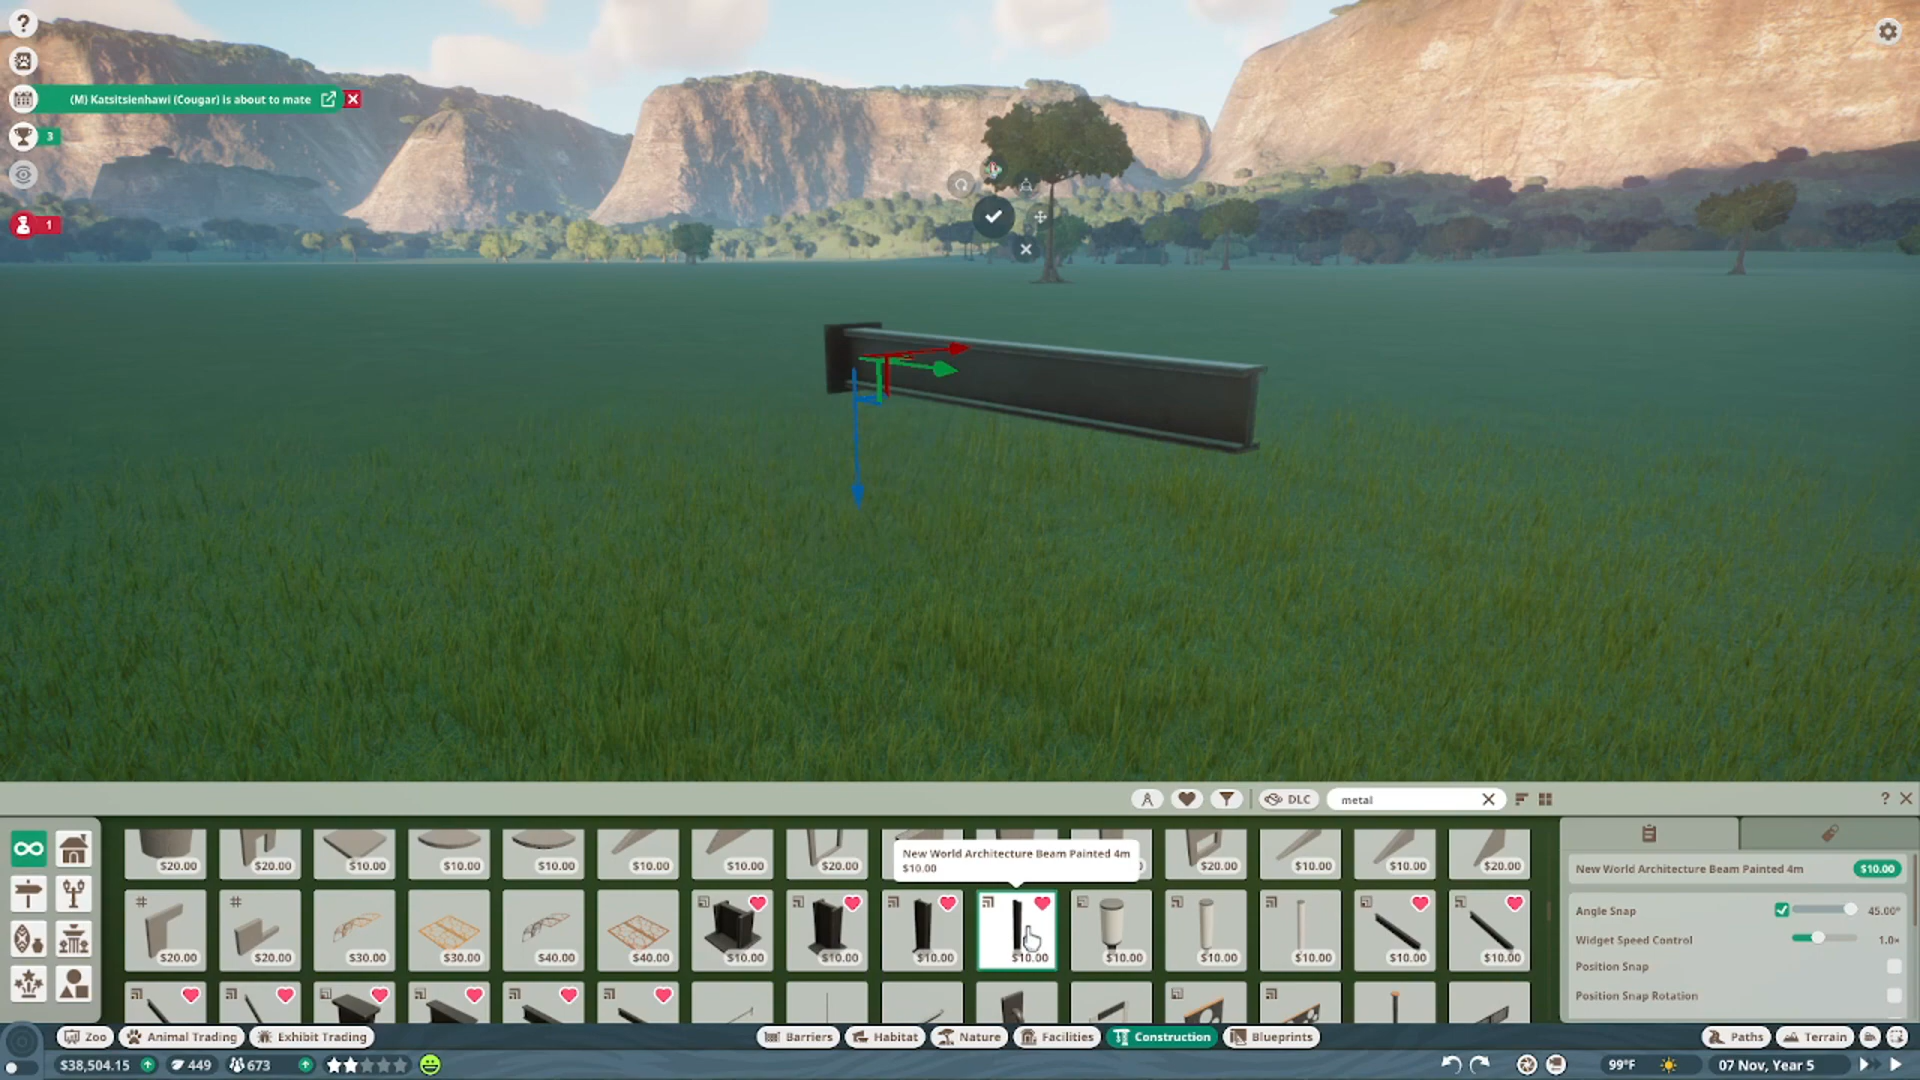 ?
(M) Katsitsienhawi (Cougar) is about to mate
3
1
DLC
metal
?
$20.00 $20.00 $10.00 $10.00 $10.00 $10.00 $10.00 $20.00 $20.00 $10.00 $10.00 $20.00
New World Architecture Beam Painted 4m
$10.00
$20.00 $20.00 $30.00 $30.00 $40.00 $40.00 $10.00 $10.00 $10.00 $10.00 $10.00 $10.00 $10.00 $10.00 $10.00
New World Architecture Beam Painted 4m $10.00
Angle Snap 45.00°
Widget Speed Control 1.0×
Position Snap
Position Snap Rotation
Zoo Animal Trading Exhibit Trading Barriers Habitat Nature Facilities Construction Blueprints Paths Terrain
$38,504.15 449 673 99°F 07 Nov, Year 5